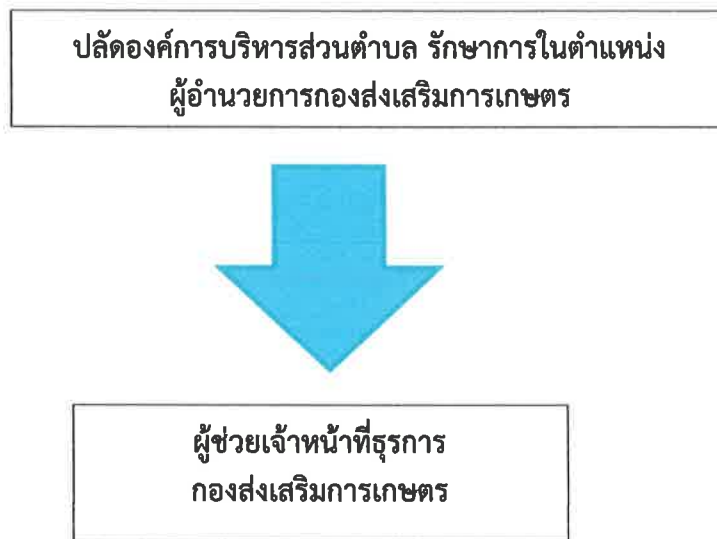 ปลัดองค์การบริหารส่วนตำบล รักษาการในตำแหน่ง
ผู้อำนวยการกองส่งเสริมการเกษตร
ผู้ช่วยเจ้าหน้าที่ธุรการ
กองส่งเสริมการเกษตร